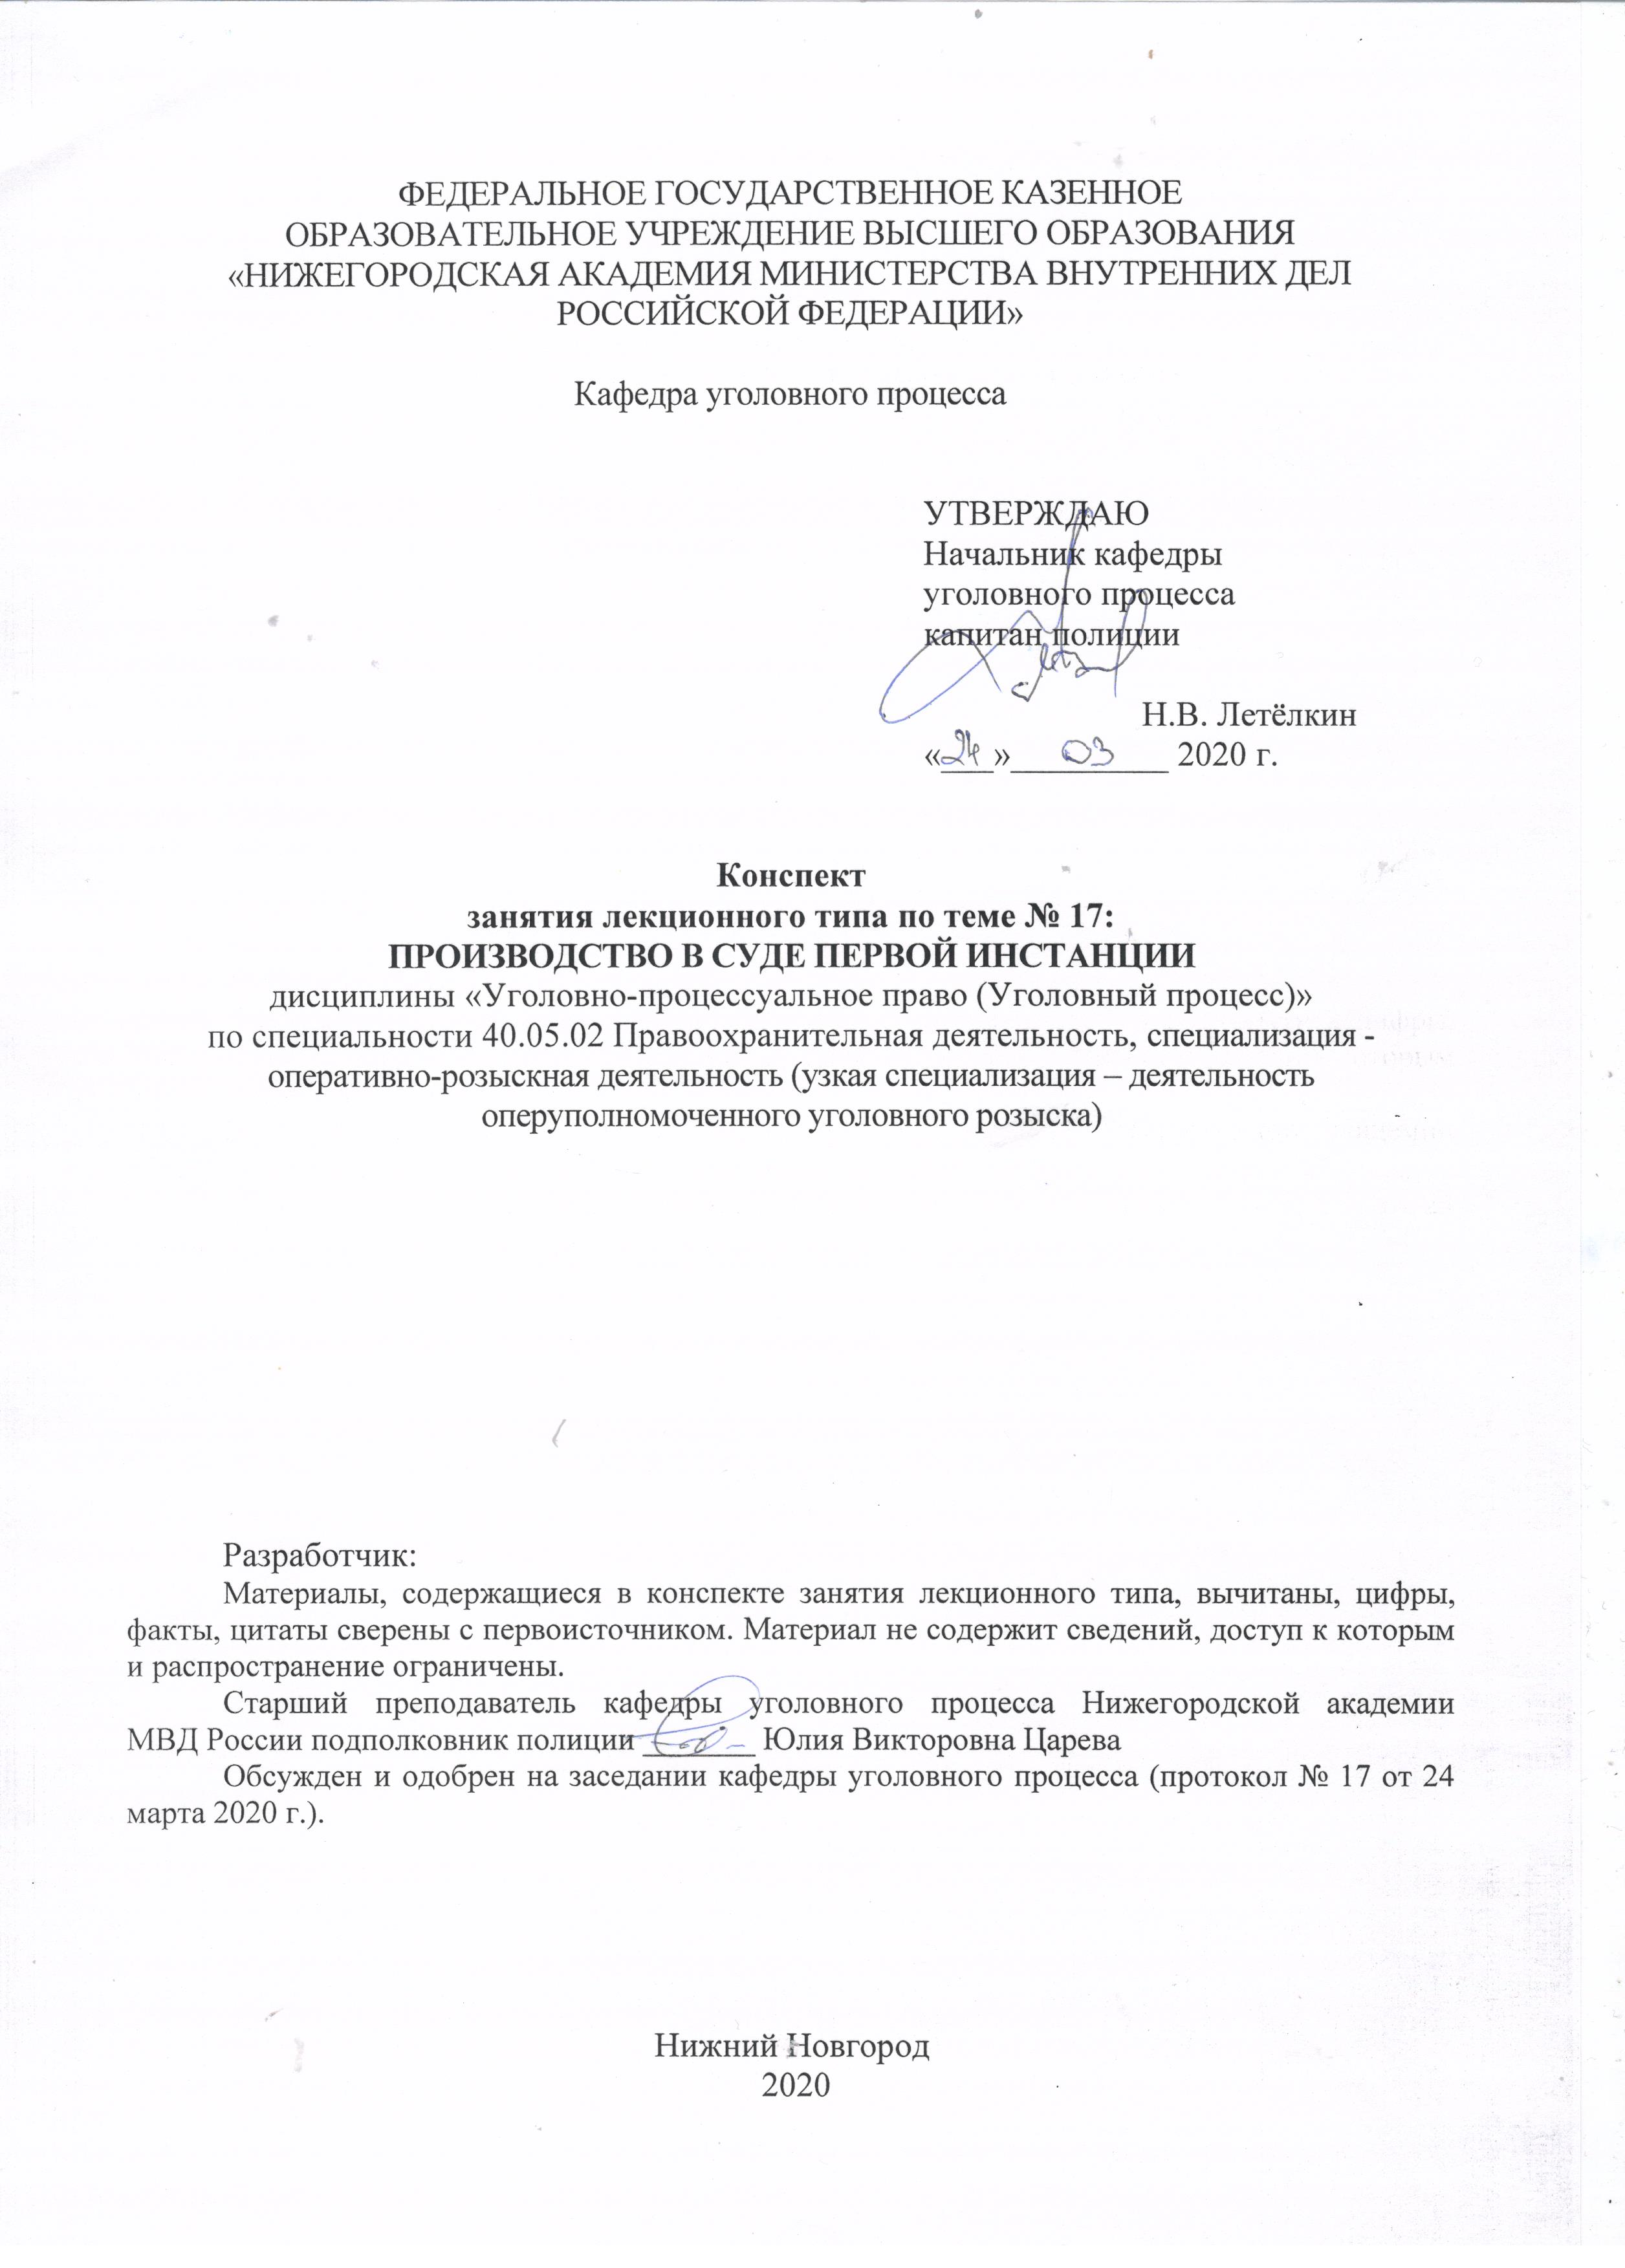 ФЕДЕРАЛЬНОЕ ГОСУДАРСТВЕННОЕ КАЗЕННОЕ
ОБРАЗОВАТЕЛЬНОЕ УЧРЕЖДЕНИЕ ВЫСШЕГО ОБРАЗОВАНИЯ
«НИЖЕГОРОДСКАЯ АКАДЕМИЯ МИНИСТЕРСТВА ВНУТРЕННИХ ДЕЛ
РОССИЙСКОЙ ФЕДЕРАЦИИ»
Кафедра уголовного процесса
УТВЕРЖДАЮ
Начальник кафедры
уголовного процесса
капитан полиции
Н.В. Летёлкин
«24» 03 2020 г.
Конспект
занятия лекционного типа по теме № 17:
ПРОИЗВОДСТВО В СУДЕ ПЕРВОЙ ИНСТАНЦИИ
дисциплины «Уголовно-процессуальное право (Уголовный процесс)»
по специальности 40.05.02 Правоохранительная деятельность, специализация -
оперативно-розыскная деятельность (узкая специализация – деятельность
оперуполномоченного уголовного розыска)
Разработчик:
Материалы, содержащиеся в конспекте занятия лекционного типа, вычитаны, цифры,
факты, цитаты сверены с первоисточником. Материал не содержит сведений, доступ к которым
и распространение ограничены.
Старший преподаватель кафедры уголовного процесса Нижегородской академии
МВД России подполковник полиции ________ Юлия Викторовна Царева
Обсужден и одобрен на заседании кафедры уголовного процесса (протокол № 17 от 24
марта 2020 г.).
Нижний Новгород
2020